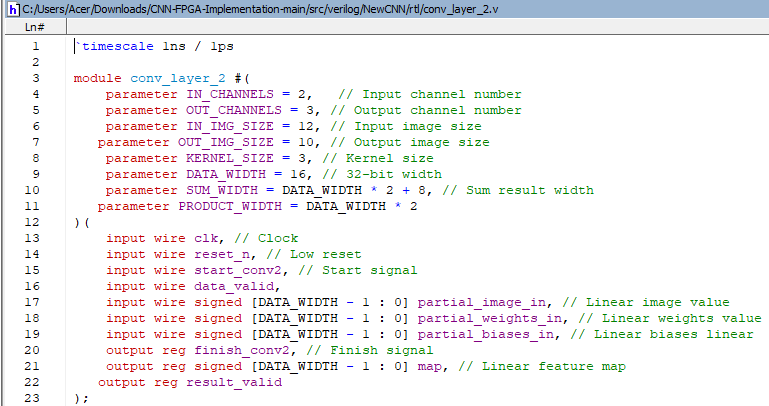 C:/Users/Acer/Downloads/CNN-FPGA-Implementation-main/src/verilog/NewCNN/rtl/conv_layer_2.v
Ln#
1 `timescale 1ns / 1ps
2
3 module conv_layer_2 #(
4 parameter IN_CHANNELS = 2, // Input channel number
5 parameter OUT_CHANNELS = 3, // Output channel number
6 parameter IN_IMG_SIZE = 12, // Input image size
7 parameter OUT_IMG_SIZE = 10, // Output image size
8 parameter KERNEL_SIZE = 3, // Kernel size
9 parameter DATA_WIDTH = 16, // 32-bit width
10 parameter SUM_WIDTH = DATA_WIDTH * 2 + 8, // Sum result width
11 parameter PRODUCT_WIDTH = DATA_WIDTH * 2
12 )(
13 input wire clk, // Clock
14 input wire reset_n, // Low reset
15 input wire start_conv2, // Start signal
16 input wire data_valid,
17 input wire signed [DATA_WIDTH - 1 : 0] partial_image_in, // Linear image value
18 input wire signed [DATA_WIDTH - 1 : 0] partial_weights_in, // Linear weights value
19 input wire signed [DATA_WIDTH - 1 : 0] partial_biases_in, // Linear biases linear
20 output reg finish_conv2, // Finish signal
21 output reg signed [DATA_WIDTH - 1 : 0] map, // Linear feature map
22 output reg result_valid
23 );